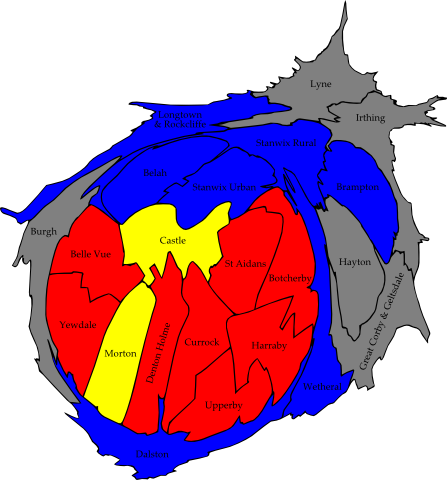 Lyne
Longtown
& Rockcliffe
Irthing
Stanwix Rural
Belah
Stanwix Urban
Brampton
Burgh
Castle
Belle Vue
St Aidans
Hayton
Botcherby
Great Corby & Geltsdale
Yewdale
Morton
Denton Holme
Currock
Harraby
Wetheral
Upperby
Dalston